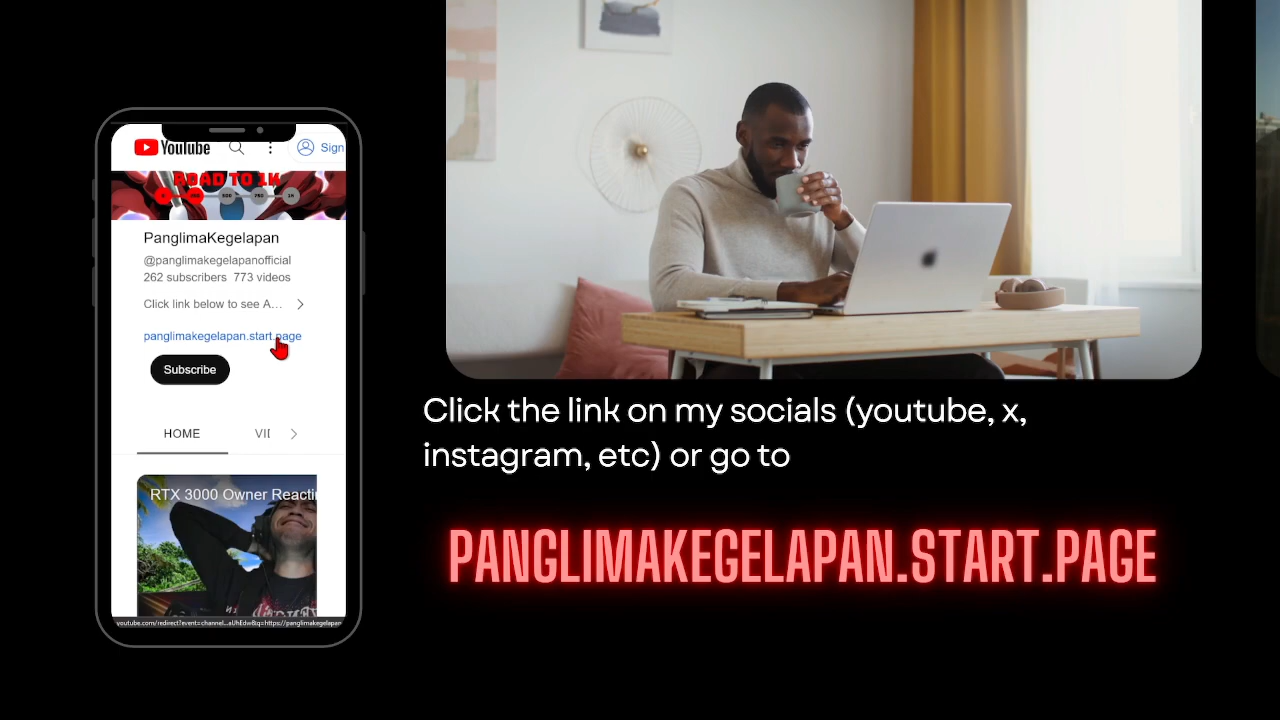 YouTube
Sign
ROAD TO 1K
PanglimaKegelapan
@panglimakegelapanofficial
262 subscribers 773 videos
Click link below to see A...
panglimakegelapan.start.page
Subscribe
HOME
RTX 3000 Owner Reactin
Click the link on my socials (youtube, x,
instagram, etc) or go to
PANGLIMAKEGELAPAN.START.PAGE